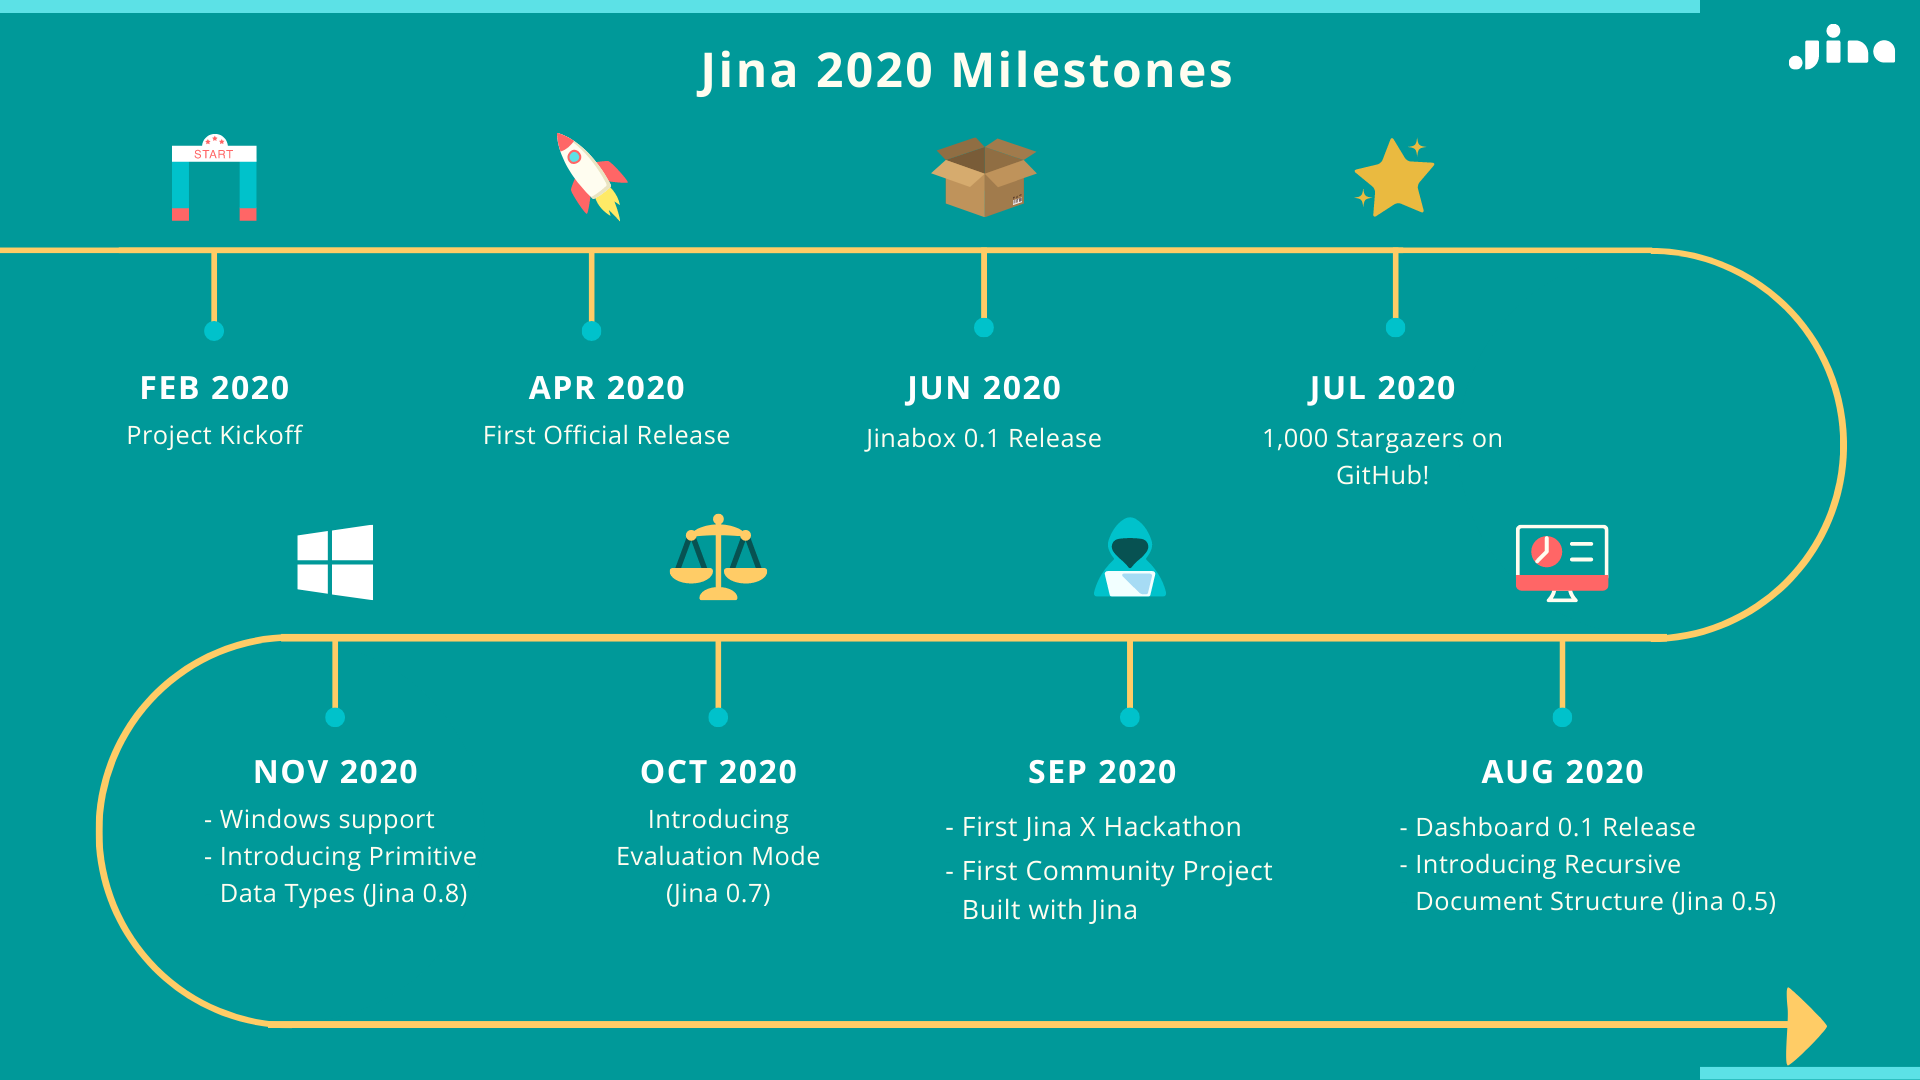 Jina 2020 Milestones
jina
START
FEB 2020
Project Kickoff
APR 2020
First Official Release
JUN 2020
Jinabox 0.1 Release
JUL 2020
1,000 Stargazers on
GitHub!
AUG 2020
- Dashboard 0.1 Release
- Introducing Recursive
Document Structure (Jina 0.5)
SEP 2020
- First Jina X Hackathon
- First Community Project
Built with Jina
OCT 2020
Introducing
Evaluation Mode
(Jina 0.7)
NOV 2020
- Windows support
- Introducing Primitive
Data Types (Jina 0.8)